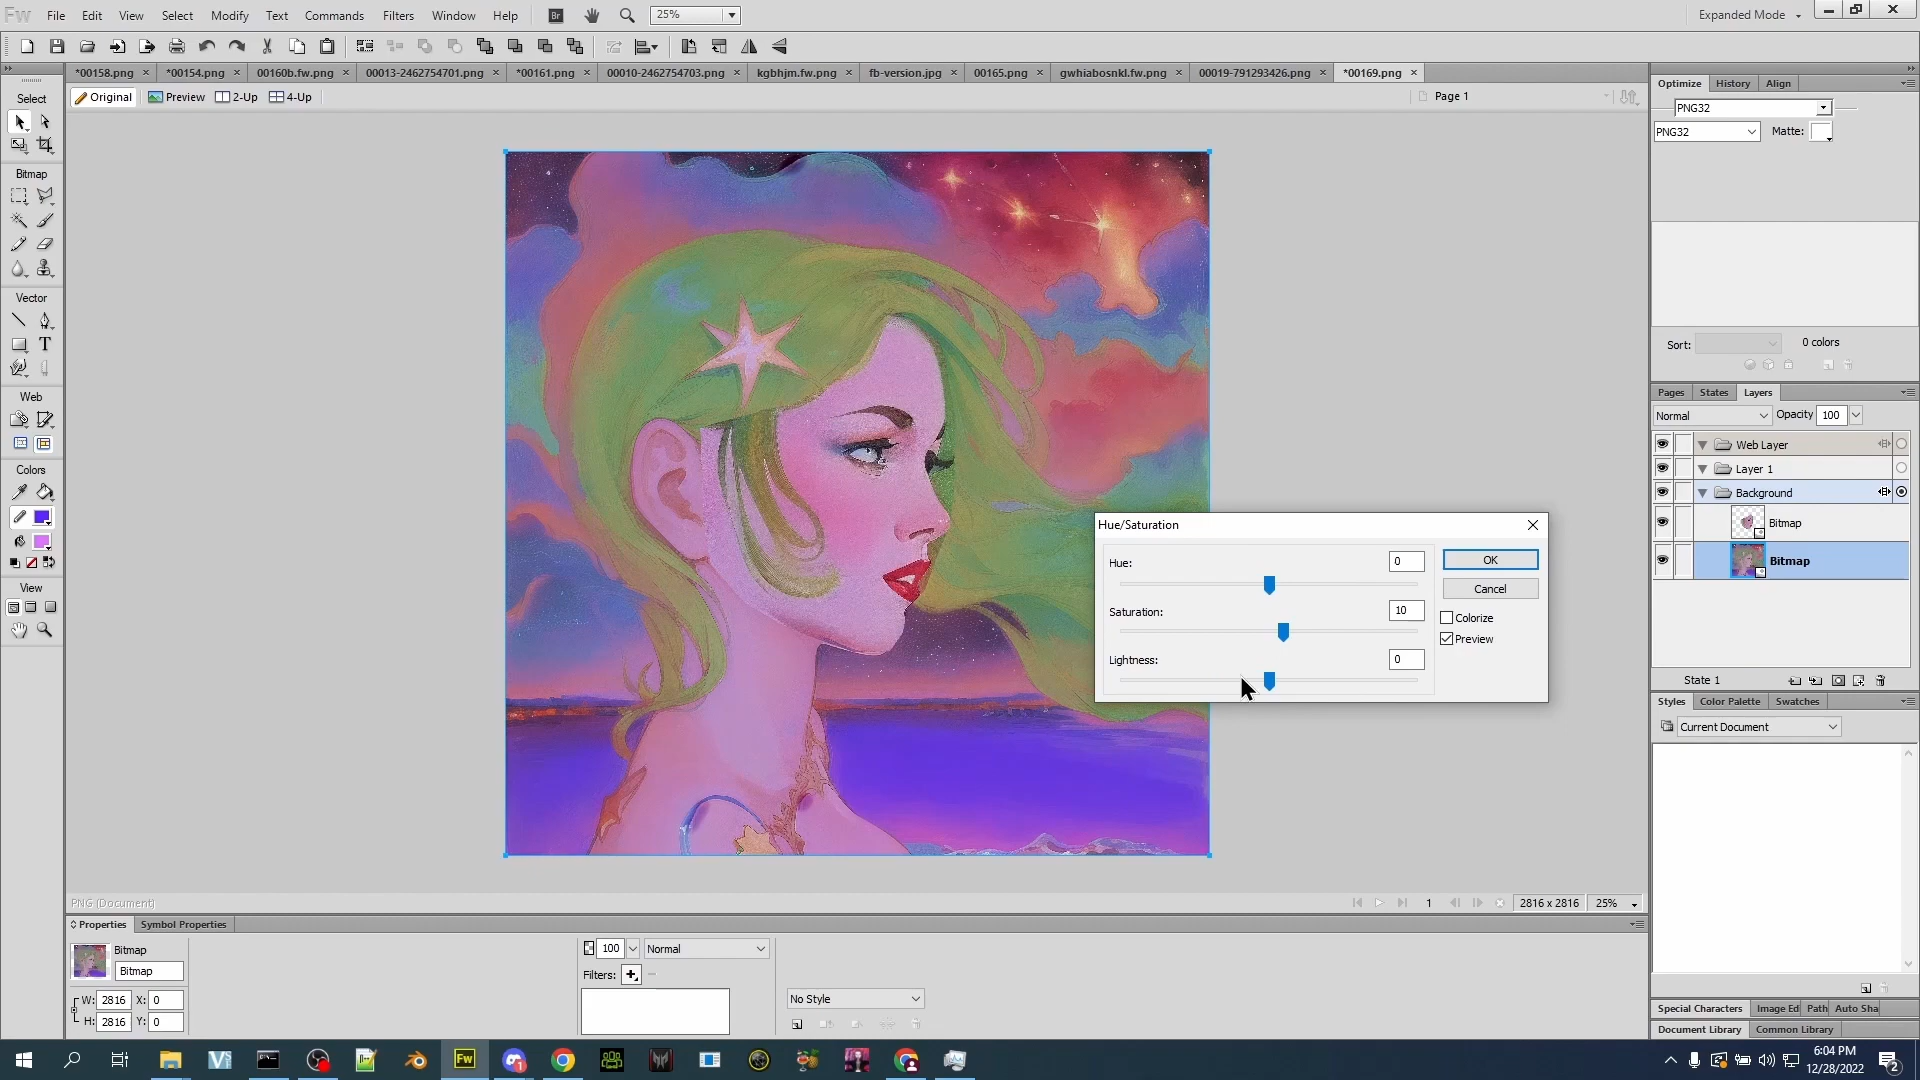 Fw File Edit View Select Modify Text Commands Filters Window Help Br 25% Expanded Mode
*00158.png *00154.png 00160b.fw.png 00013-2462754701.png *00161.png 00010-2462754703.png kgbhjm.fw.png fb-version.jpg 00165.png gwhiabosnkl.fw.png 00019-791293426.png *00169.png
Original Preview 2-Up 4-Up Page 1
Select
Bitmap
Vector
T
Web
Colors
View
Optimize History Align
PNG32
PNG32 Matte:
Sort: 0 colors
Pages States Layers
Normal Opacity 100
Web Layer
Layer 1
Background
Bitmap
Bitmap
State 1
Styles Color Palette Swatches
Current Document
Hue/Saturation
Hue: 0 OK
Cancel
Saturation: 10 Colorize
Preview
Lightness: 0
PNG (Document) 1 2816 x 2816 25%
Properties Symbol Properties
Bitmap 100 Normal
Bitmap Filters:
W: 2816 X: 0 No Style
H: 2816 Y: 0
Special Characters Image Ed Path Auto Sha
Document Library Common Library
Fw 1 6:04 PM
12/28/2022 2